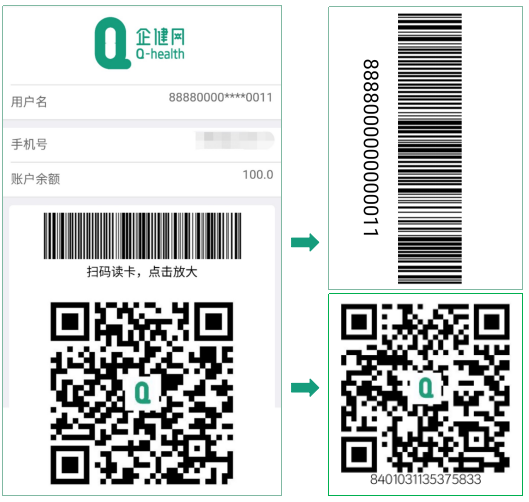 企健网
Q-health
用户名 88880000****0011
手机号
账户余额 100.0
扫码读卡，点击放大
8888000000000011
8401031135375833